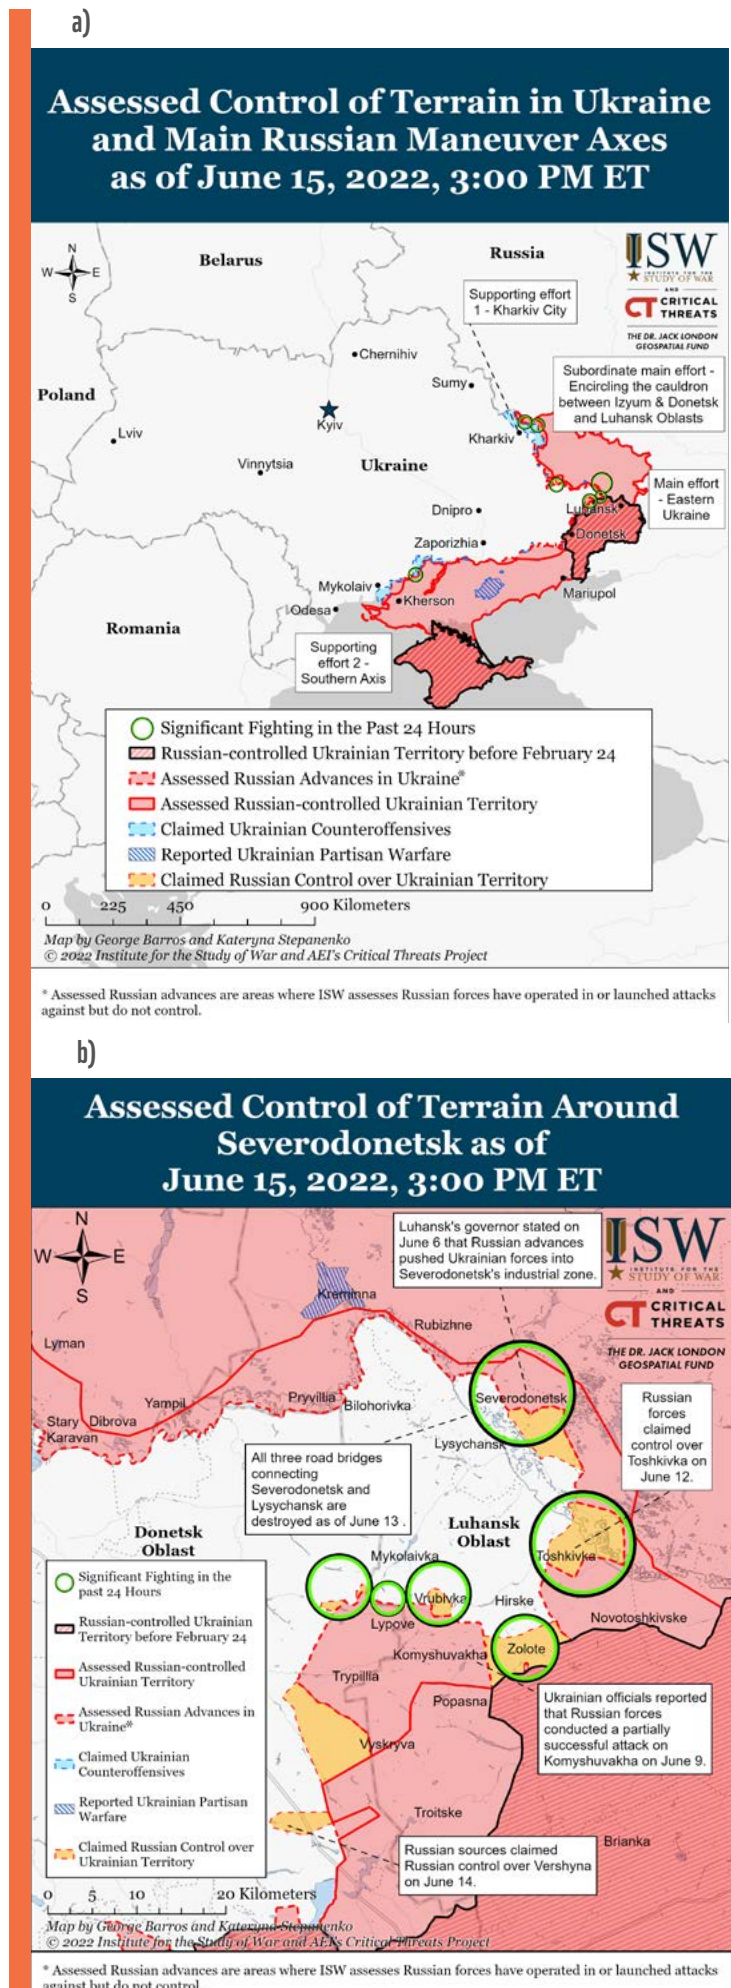 a)
Assessed Control of Terrain in Ukraine
and Main Russian Maneuver Axes
as of June 15, 2022, 3:00 PM ET
N
W E
S
Belarus
Russia
ISW
INSTITUTE FOR THE
STUDY OF WAR
AND
CT CRITICAL
THREATS
THE DR. JACK LONDON
GEOSPATIAL FUND
Supporting effort
1 - Kharkiv City
Chernihiv
Sumy
Subordinate main effort -
Encircling the cauldron
between Izyum & Donetsk
and Luhansk Oblasts
Poland
Lviv
Kyiv
Kharkiv
Vinnytsia
Ukraine
Main effort
- Eastern
Ukraine
Dnipro
Luhansk
Donetsk
Zaporizhia
Mykolaiv
Kherson
Mariupol
Odesa
Romania
Supporting
effort 2 -
Southern Axis
Significant Fighting in the Past 24 Hours
Russian-controlled Ukrainian Territory before February 24
Assessed Russian Advances in Ukraine*
Assessed Russian-controlled Ukrainian Territory
Claimed Ukrainian Counteroffensives
Reported Ukrainian Partisan Warfare
Claimed Russian Control over Ukrainian Territory
0 225 450 900 Kilometers
Map by George Barros and Kateryna Stepanenko
© 2022 Institute for the Study of War and AEI's Critical Threats Project
* Assessed Russian advances are areas where ISW assesses Russian forces have operated in or launched attacks
against but do not control.
b)
Assessed Control of Terrain Around
Severodonetsk as of
June 15, 2022, 3:00 PM ET
N
W E
S
Luhansk's governor stated on
June 6 that Russian advances
pushed Ukrainian forces into
Severodonetsk's industrial zone.
ISW
INSTITUTE FOR THE
STUDY OF WAR
AND
CT CRITICAL
THREATS
THE DR. JACK LONDON
GEOSPATIAL FUND
Kreminna
Rubizhne
Lyman
Yampil
Pryvillia
Bilohorivka
Severodonetsk
Stary
Karavan
Dibrova
Lysychansk
Russian
forces
claimed
control over
Toshkivka on
June 12.
All three road bridges
connecting
Severodonetsk and
Lysychansk are
destroyed as of June 13 .
Donetsk
Oblast
Luhansk
Oblast
Toshkivka
Mykolaivka
Vrubivka
Hirske
Lypove
Novotoshkivske
Komyshuvakha
Zolote
Trypillia
Popasna
Ukrainian officials reported
that Russian forces
conducted a partially
successful attack on
Komyshuvakha on June 9.
Vyskryva
Troitske
Brianka
Russian sources claimed
Russian control over Vershyna
on June 14.
Significant Fighting in the
past 24 Hours
Russian-controlled Ukrainian
Territory before February 24
Assessed Russian-controlled
Ukrainian Territory
Assessed Russian Advances in
Ukraine*
Claimed Ukrainian
Counteroffensives
Reported Ukrainian Partisan
Warfare
Claimed Russian Control over
Ukrainian Territory
0 5 10 20 Kilometers
Map by George Barros and Kateryna Stepanenko
© 2022 Institute for the Study of War and AEI's Critical Threats Project
* Assessed Russian advances are areas where ISW assesses Russian forces have operated in or launched attacks
against but do not control.